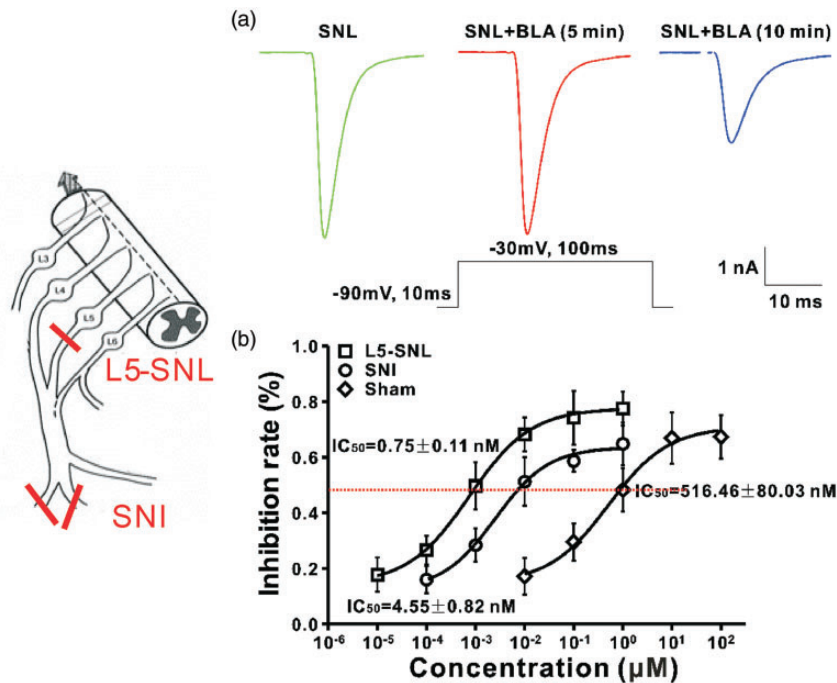 (a)
SNL
SNL+BLA (5 min)
SNL+BLA (10 min)
-30mV, 100ms
-90mV, 10ms
1 nA
10 ms
L3
L4
L5
L6
L5-SNL
SNI
(b)
L5-SNL
SNI
Sham
Inhibition rate (%)
1.0
0.8
0.6
0.4
0.2
0.0
IC₅₀=0.75±0.11 nM
IC₅₀=516.46±80.03 nM
IC₅₀=4.55±0.82 nM
10⁻⁶ 10⁻⁵ 10⁻⁴ 10⁻³ 10⁻² 10⁻¹ 10⁰ 10¹ 10²
Concentration (μM)